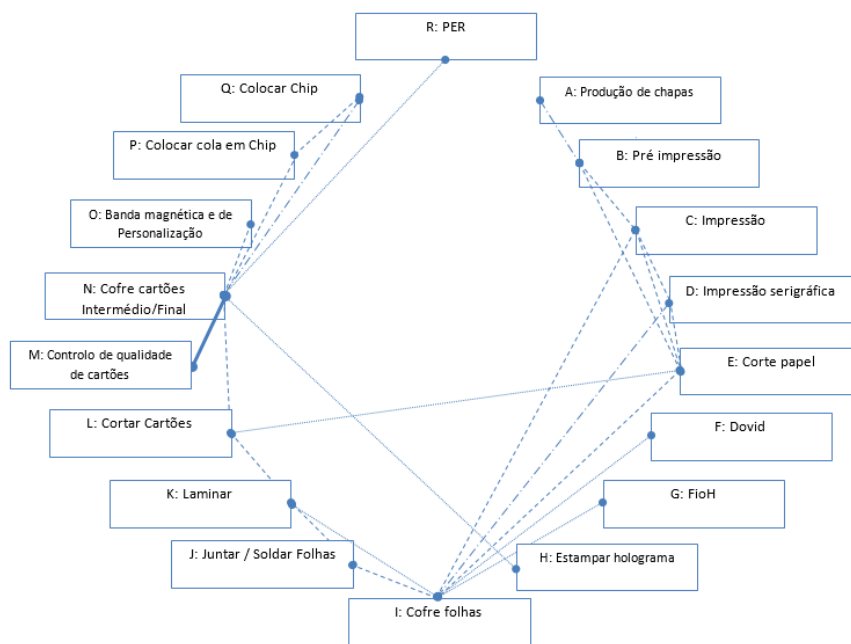 R: PER
Q: Colocar Chip
A: Produção de chapas
P: Colocar cola em Chip
B: Pré impressão
O: Banda magnética e de
Personalização
C: Impressão
N: Cofre cartões
Intermédio/Final
D: Impressão serigráfica
M: Controlo de qualidade
de cartões
E: Corte papel
L: Cortar Cartões
F: Dovid
K: Laminar
G: FioH
J: Juntar / Soldar Folhas
H: Estampar holograma
I: Cofre folhas